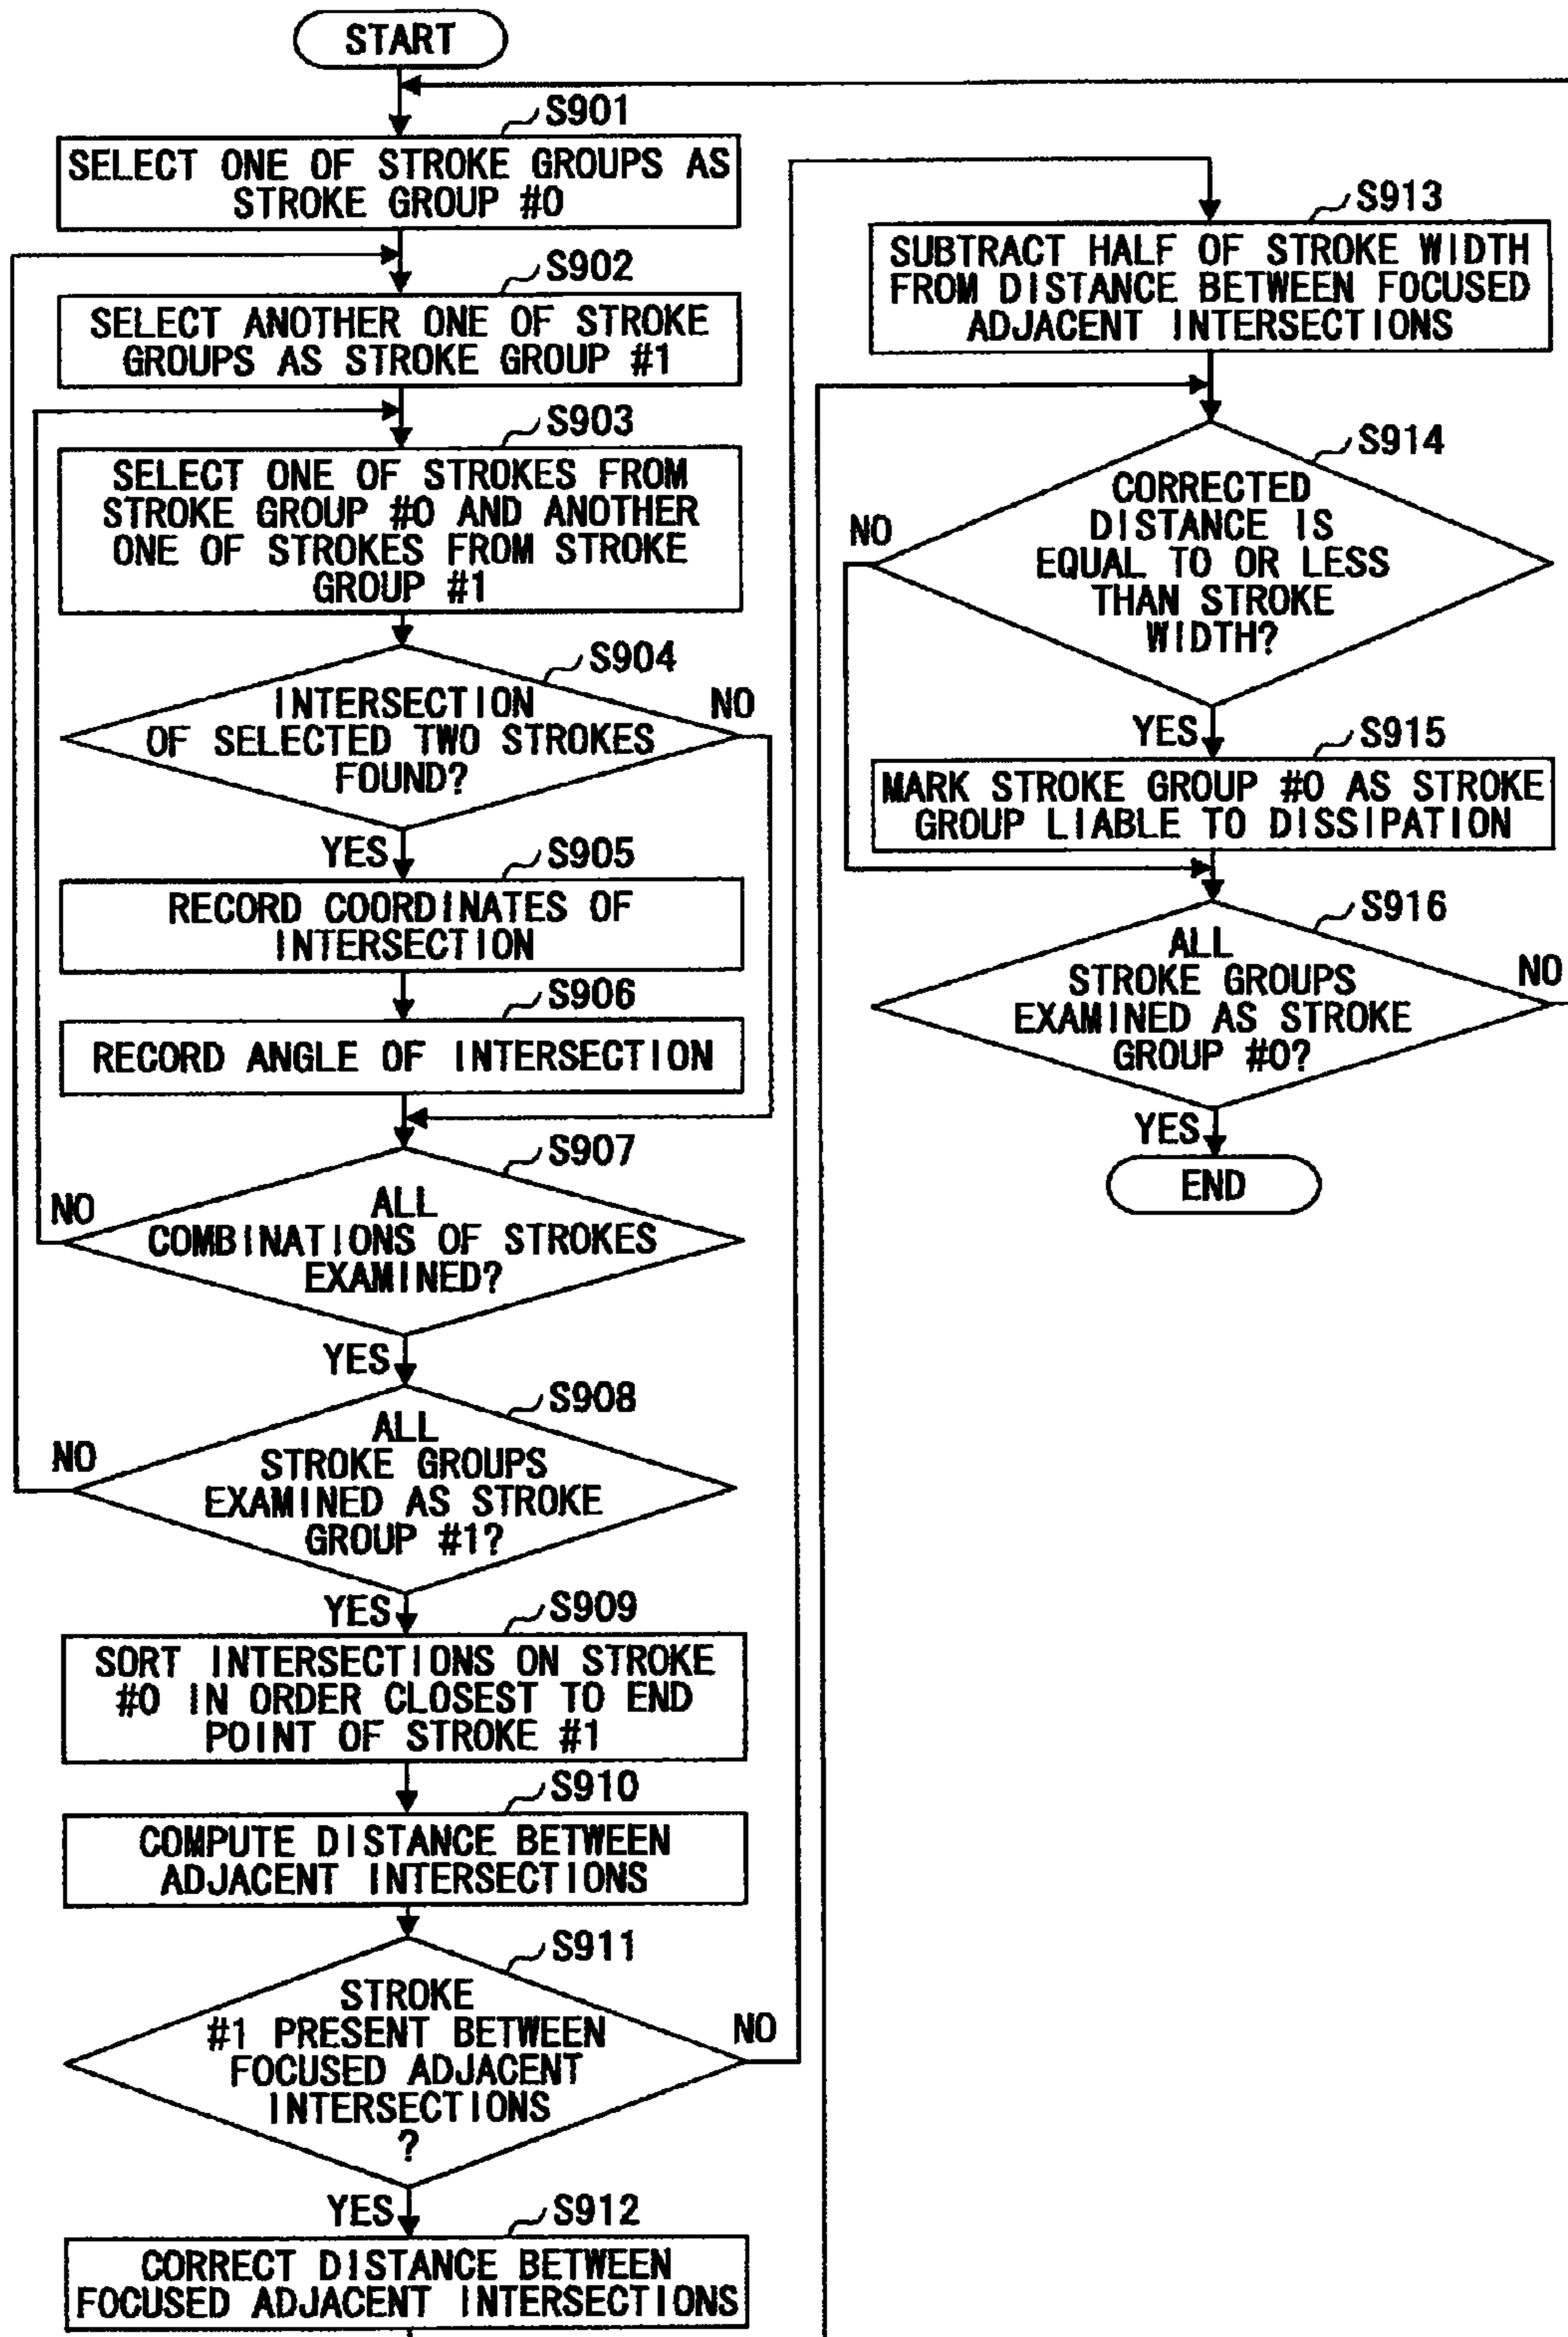 START
S901
SELECT ONE OF STROKE GROUPS AS
STROKE GROUP #0
S902
SELECT ANOTHER ONE OF STROKE
GROUPS AS STROKE GROUP #1
S903
SELECT ONE OF STROKES FROM
STROKE GROUP #0 AND ANOTHER
ONE OF STROKES FROM STROKE
GROUP #1
S904
INTERSECTION
OF SELECTED TWO STROKES
FOUND?
NO
YES
S905
RECORD COORDINATES OF
INTERSECTION
S906
RECORD ANGLE OF INTERSECTION
S907
ALL
COMBINATIONS OF STROKES
EXAMINED?
NO
YES
S908
ALL
STROKE GROUPS
EXAMINED AS STROKE
GROUP #1?
NO
YES
S909
SORT INTERSECTIONS ON STROKE
#0 IN ORDER CLOSEST TO END
POINT OF STROKE #1
S910
COMPUTE DISTANCE BETWEEN
ADJACENT INTERSECTIONS
S911
STROKE
#1 PRESENT BETWEEN
FOCUSED ADJACENT
INTERSECTIONS
?
NO
YES
S912
CORRECT DISTANCE BETWEEN
FOCUSED ADJACENT INTERSECTIONS
S913
SUBTRACT HALF OF STROKE WIDTH
FROM DISTANCE BETWEEN FOCUSED
ADJACENT INTERSECTIONS
S914
CORRECTED
DISTANCE IS
EQUAL TO OR LESS
THAN STROKE
WIDTH?
NO
YES
S915
MARK STROKE GROUP #0 AS STROKE
GROUP LIABLE TO DISSIPATION
S916
ALL
STROKE GROUPS
EXAMINED AS STROKE
GROUP #0?
NO
YES
END